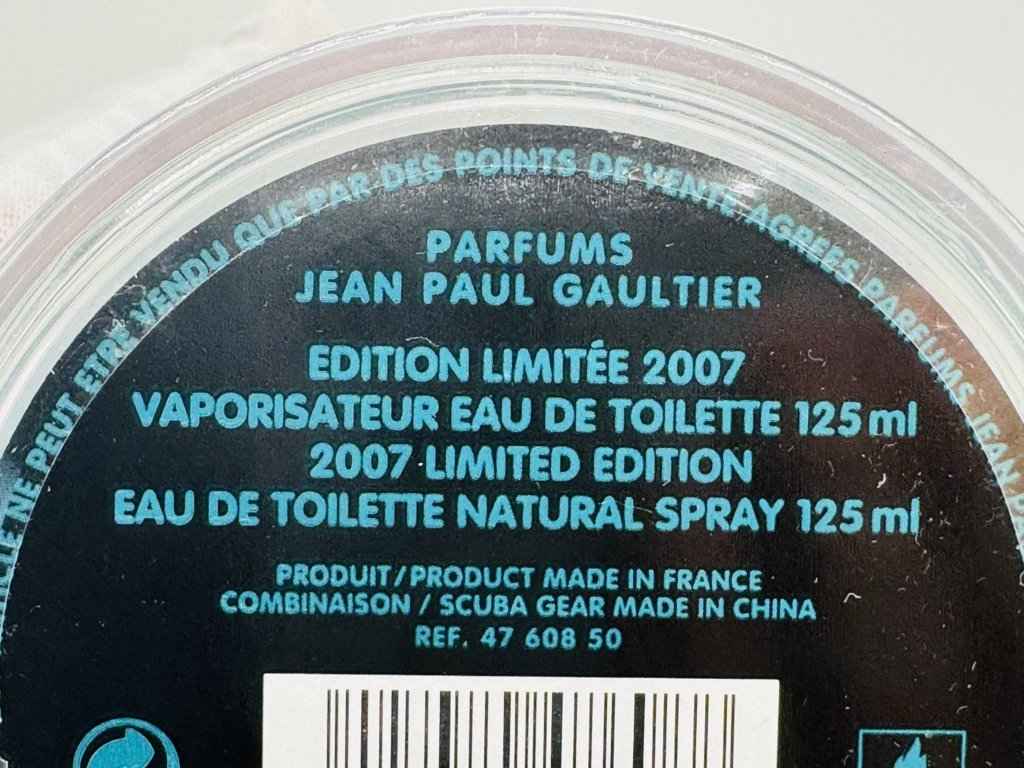 NE PEUT ETRE VENDU QUE PAR DES POINTS DE VENTE AGREES PARFUMS JEAN
PARFUMS
JEAN PAUL GAULTIER
EDITION LIMITÉE 2007
VAPORISATEUR EAU DE TOILETTE 125 ml
2007 LIMITED EDITION
EAU DE TOILETTE NATURAL SPRAY 125 ml
PRODUIT/PRODUCT MADE IN FRANCE
COMBINAISON / SCUBA GEAR MADE IN CHINA
REF. 47 608 50